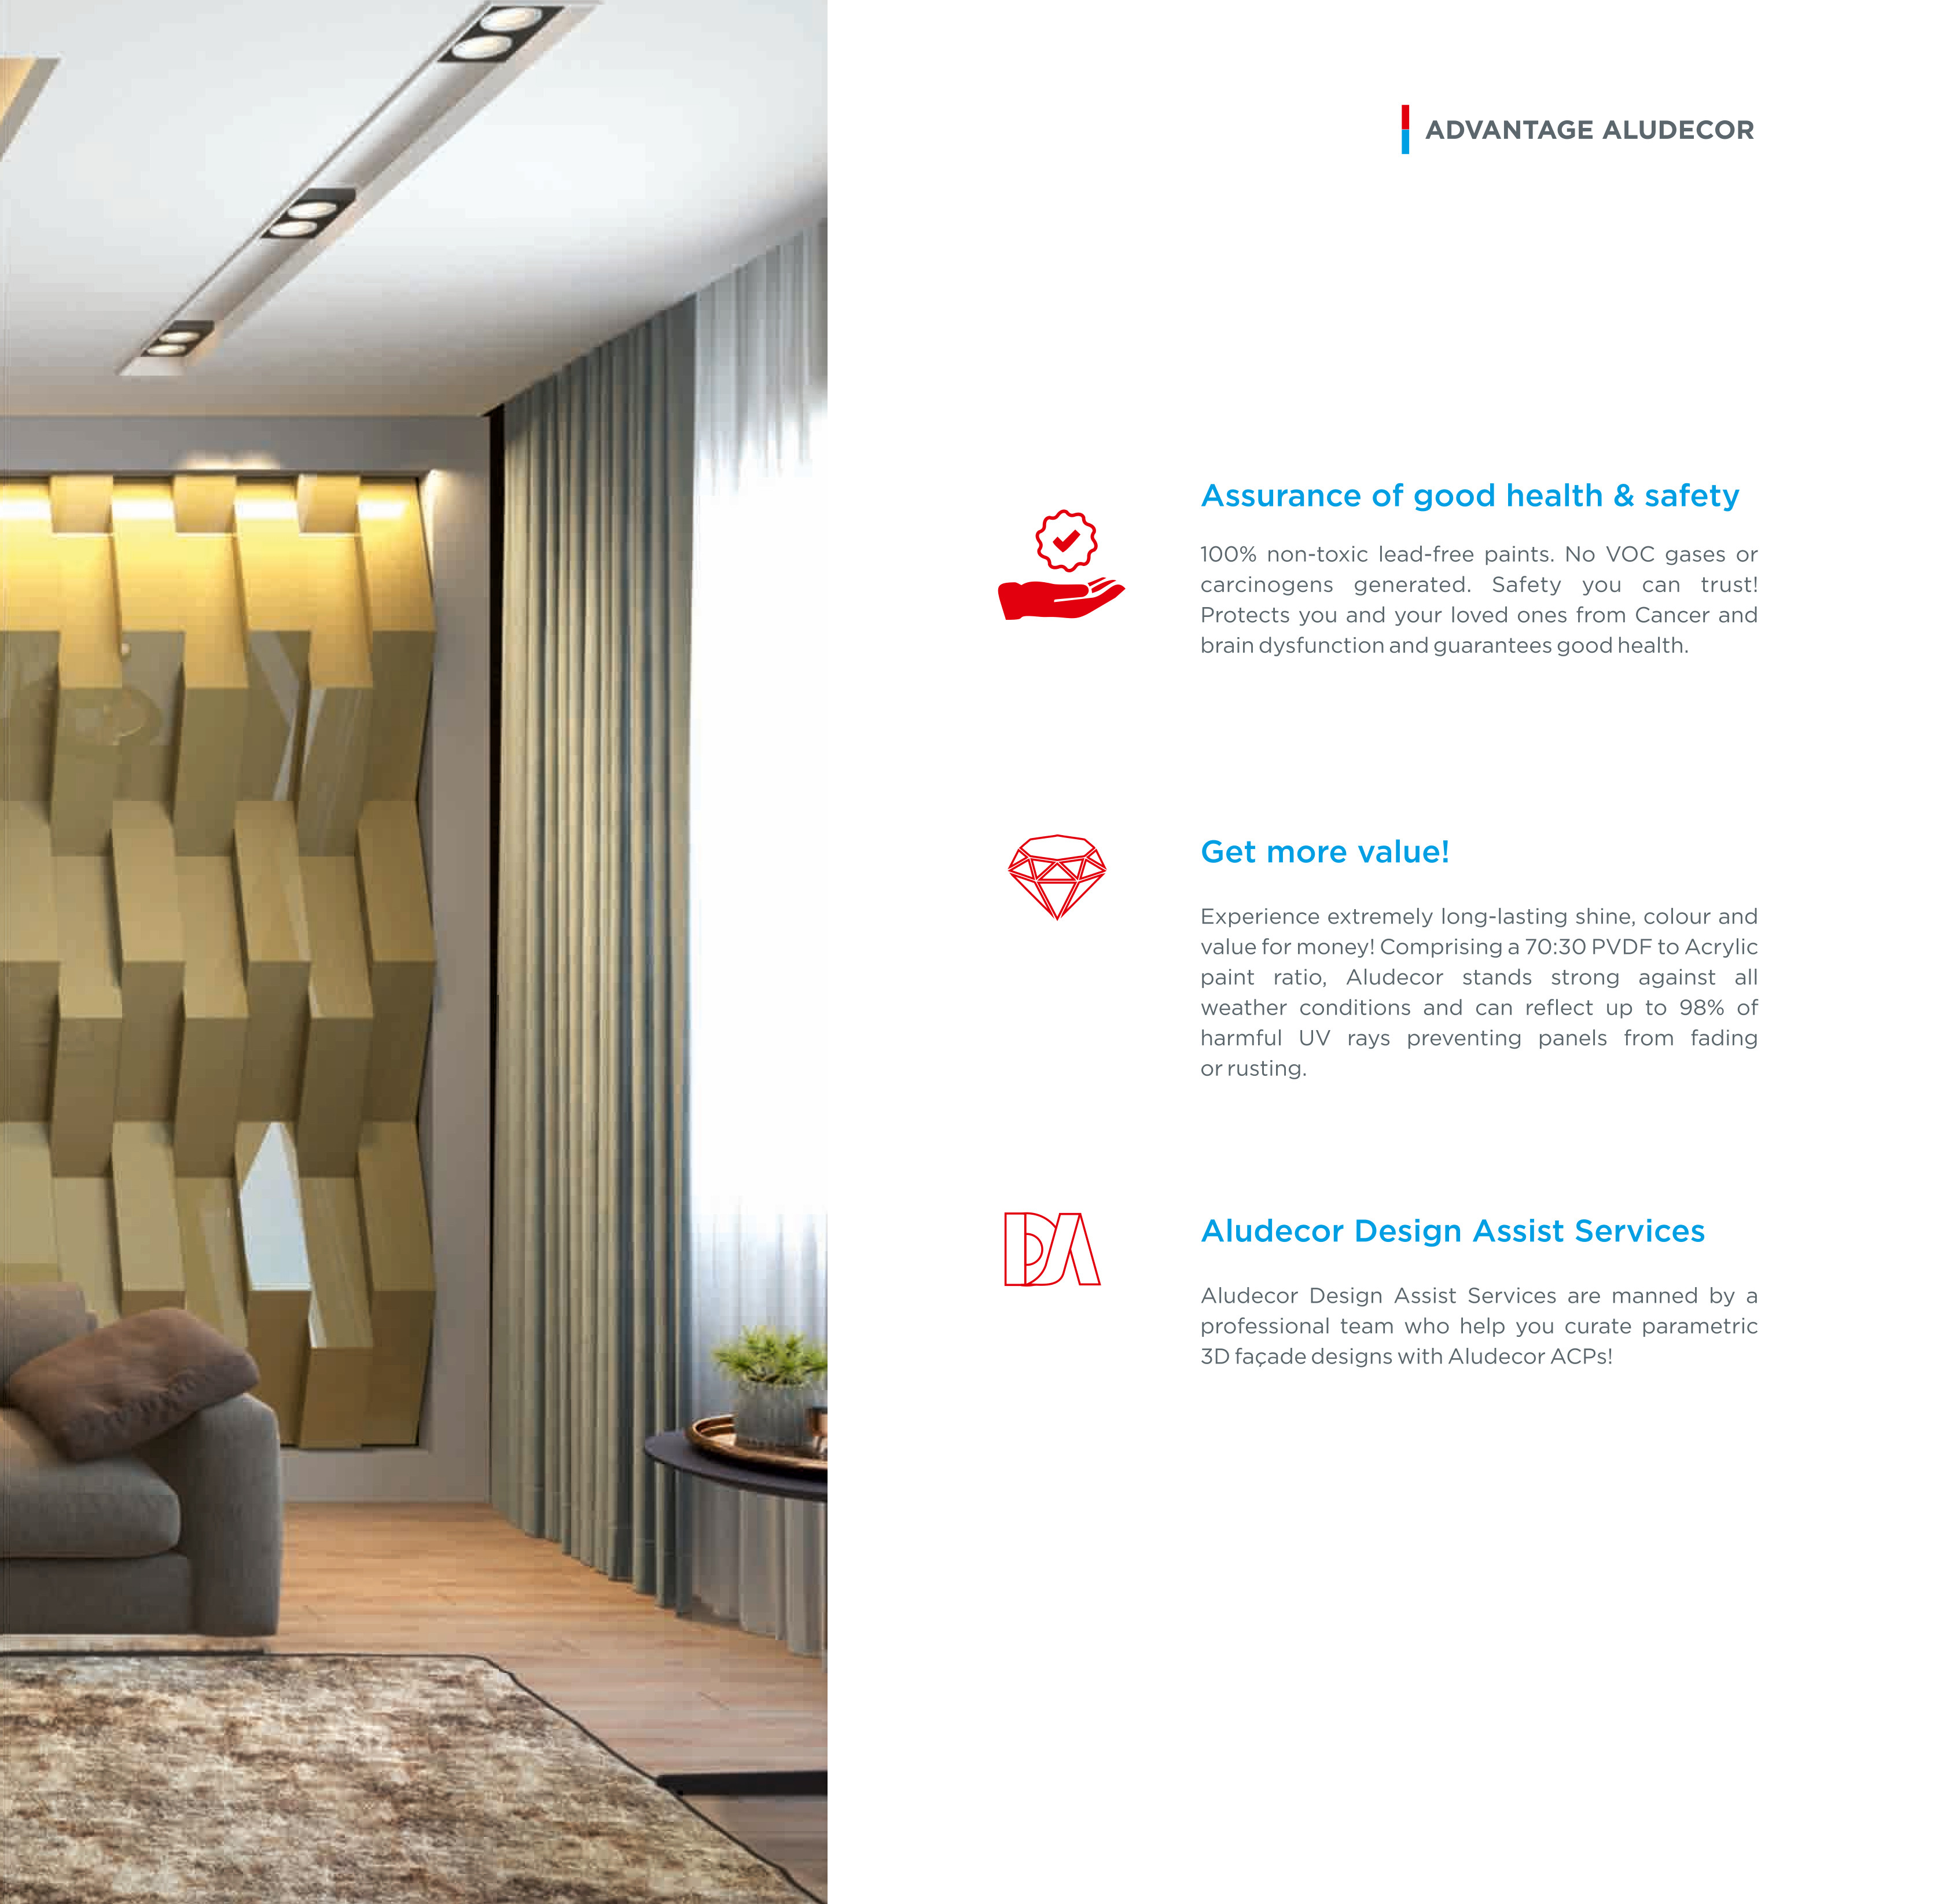 ADVANTAGE ALUDECOR
Assurance of good health & safety
100% non-toxic lead-free paints. No VOC gases or
carcinogens generated. Safety you can trust!
Protects you and your loved ones from Cancer and
brain dysfunction and guarantees good health.
Get more value!
Experience extremely long-lasting shine, colour and
value for money! Comprising a 70:30 PVDF to Acrylic
paint ratio, Aludecor stands strong against all
weather conditions and can reflect up to 98% of
harmful UV rays preventing panels from fading
or rusting.
DA
Aludecor Design Assist Services
Aludecor Design Assist Services are manned by a
professional team who help you curate parametric
3D façade designs with Aludecor ACPs!